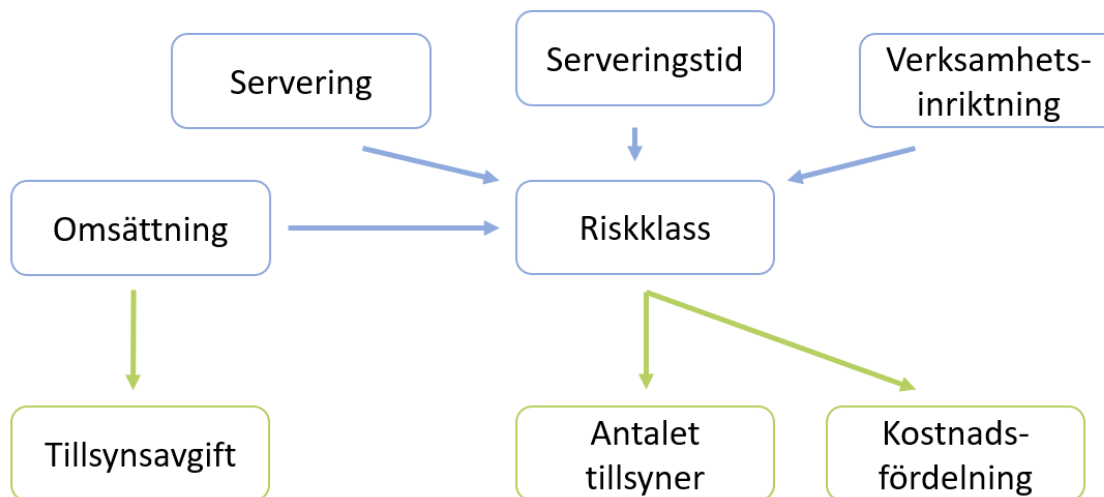 Servering
Serveringstid
Verksamhets-
inriktning
Omsättning
Riskklass
Tillsynsavgift
Antalet
tillsyner
Kostnads-
fördelning